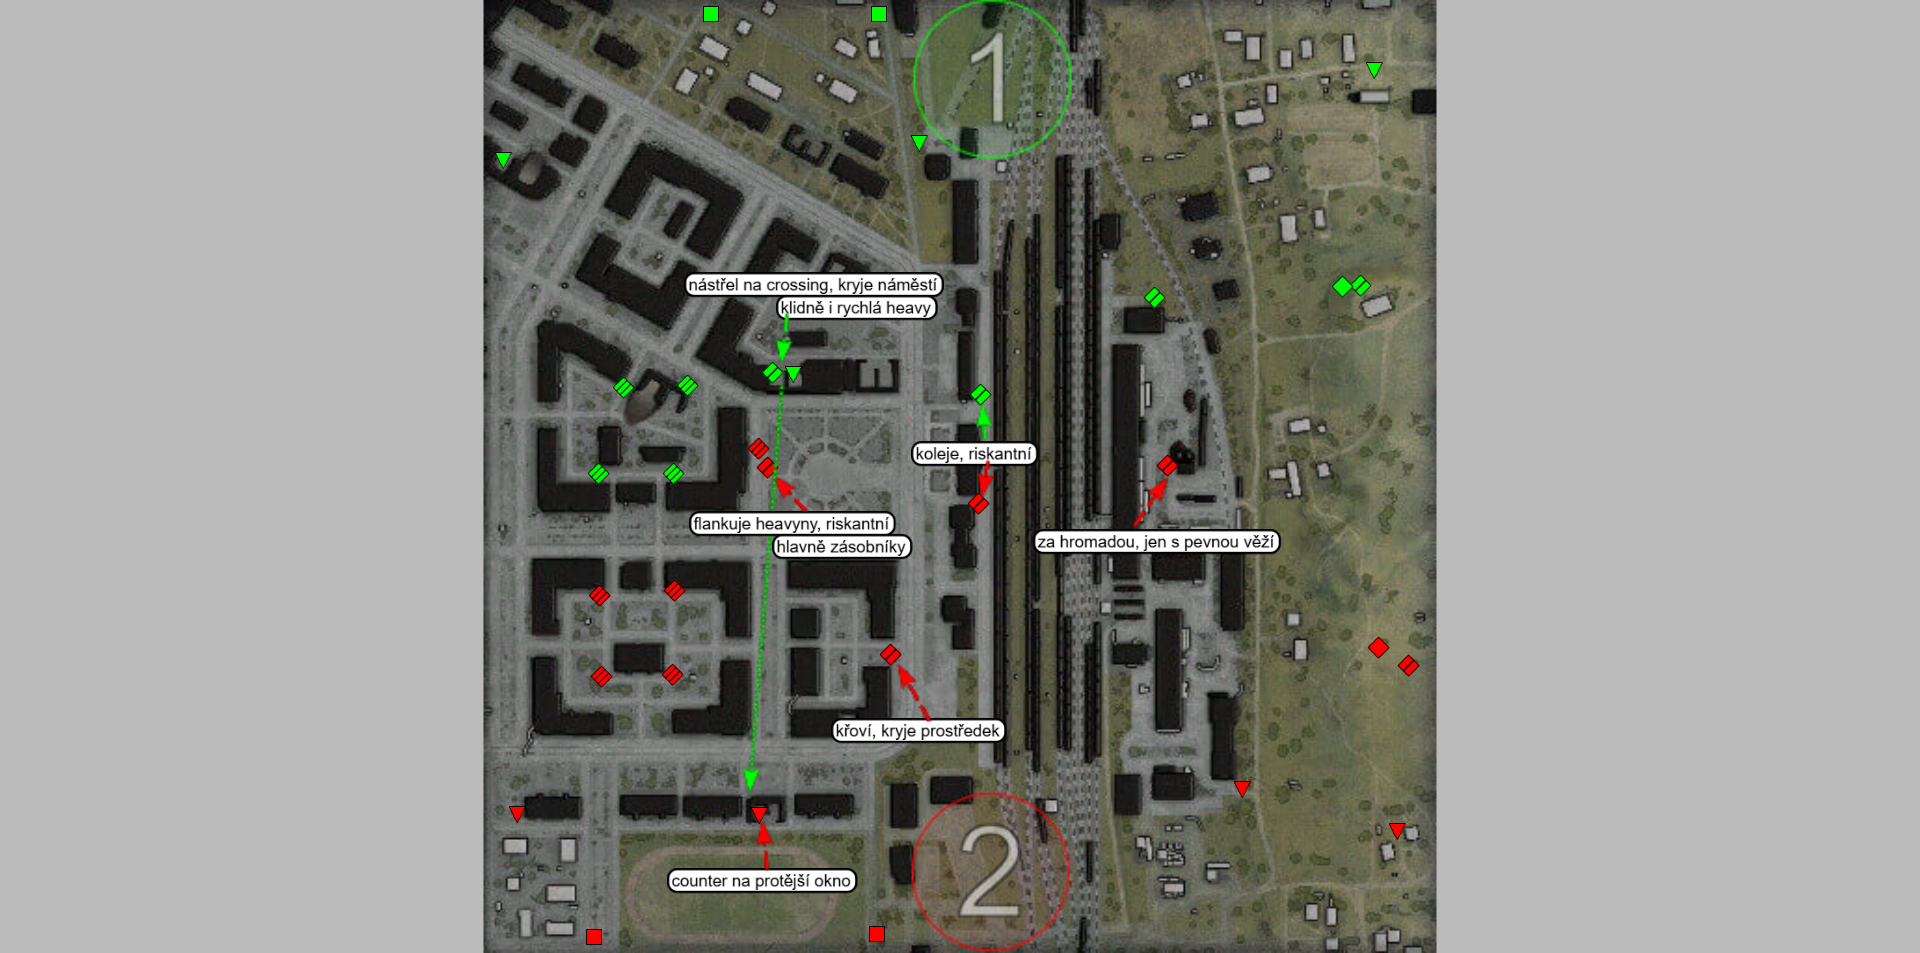 1
nástřel na crossing, kryje náměstí
klidně i rychlá heavy
koleje, riskantní
flankuje heavyny, riskantní
hlavně zásobníky
za hromadou, jen s pevnou věží
křoví, kryje prostředek
2
counter na protější okno